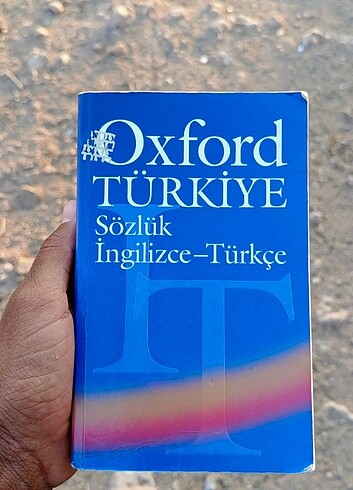 Oxford
TÜRKİYE
Sözlük
İngilizce–Türkçe
İT